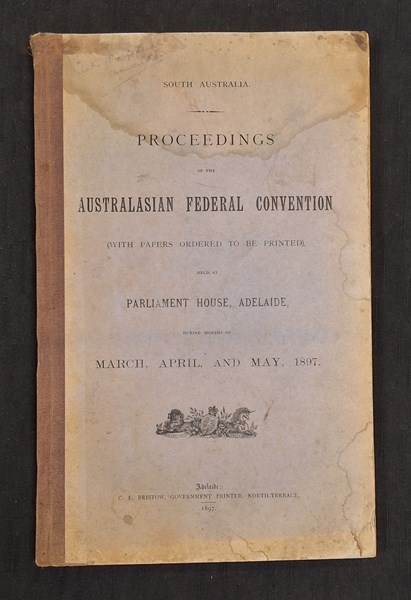 SOUTH AUSTRALIA.
PROCEEDINGS
OF THE
AUSTRALASIAN FEDERAL CONVENTION
(WITH PAPERS ORDERED TO BE PRINTED),
HELD AT
PARLIAMENT HOUSE, ADELAIDE,
DURING MONTHS OF
MARCH, APRIL, AND MAY, 1897.
Adelaide:
C. E. BRISTOW, GOVERNMENT PRINTER, NORTH-TERRACE.
1897.